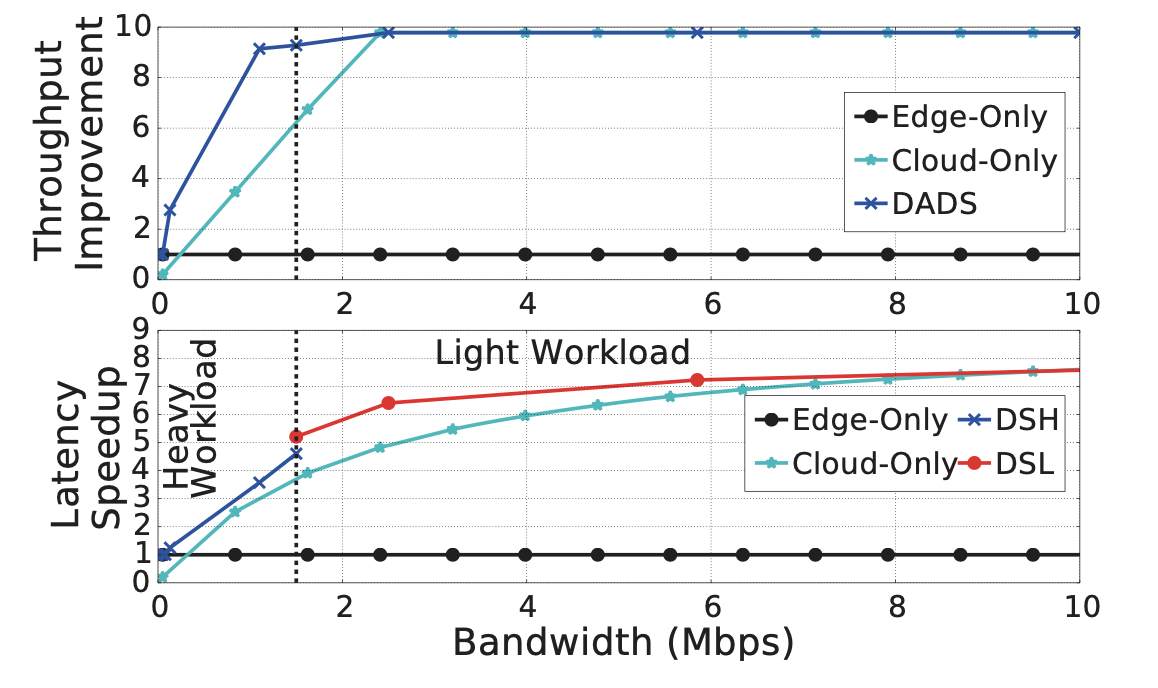 Throughput
Improvement
10
8
6
4
2
0
Edge-Only
Cloud-Only
DADS
0 2 4 6 8 10
Latency
Speedup
9
8
7
6
5
4
3
2
1
0
Heavy
Workload
Light Workload
Edge-Only DSH
Cloud-Only DSL
0 2 4 6 8 10
Bandwidth (Mbps)